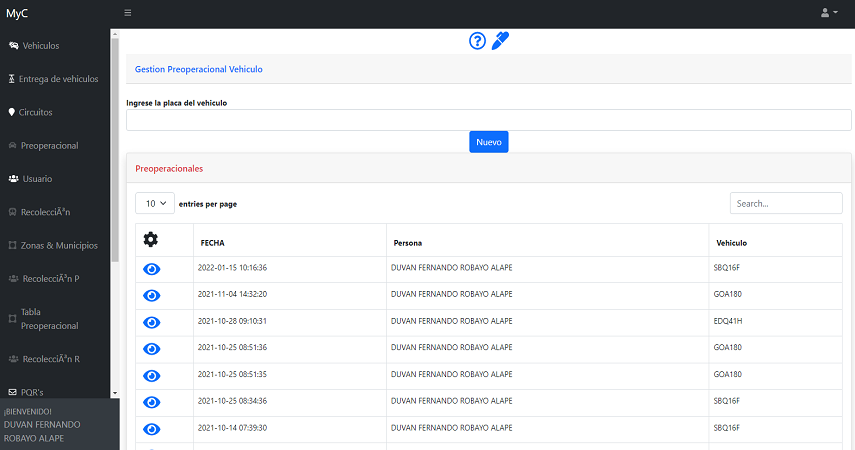 MyC
Vehiculos
Entrega de vehiculos
Circuitos
Preoperacional
Usuario
RecolecciÃ³n
Zonas & Municipios
RecolecciÃ³n P
Tabla
Preoperacional
RecolecciÃ³n R
PQR's
¡BIENVENIDO!
DUVAN FERNANDO
ROBAYO ALAPE
Gestion Preoperacional Vehiculo
Ingrese la placa del vehiculo
Nuevo
Preoperacionales
10 entries per page Search...
FECHA Persona Vehiculo
2022-01-15 10:16:36 DUVAN FERNANDO ROBAYO ALAPE SBQ16F
2021-11-04 14:32:20 DUVAN FERNANDO ROBAYO ALAPE GOA180
2021-10-28 09:10:31 DUVAN FERNANDO ROBAYO ALAPE EDQ41H
2021-10-25 08:51:36 DUVAN FERNANDO ROBAYO ALAPE GOA180
2021-10-25 08:51:35 DUVAN FERNANDO ROBAYO ALAPE GOA180
2021-10-25 08:34:36 DUVAN FERNANDO ROBAYO ALAPE SBQ16F
2021-10-14 07:39:30 DUVAN FERNANDO ROBAYO ALAPE SBQ16F